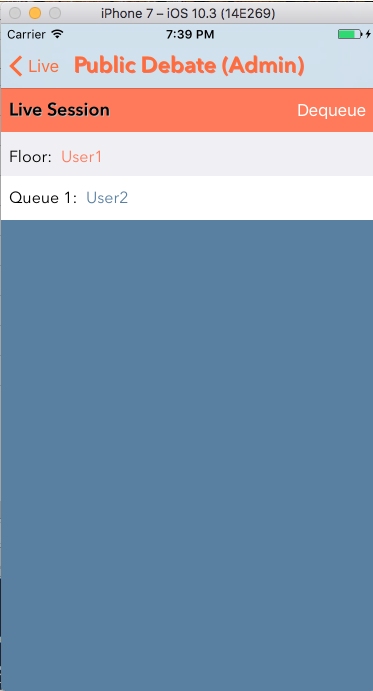 iPhone 7 – iOS 10.3 (14E269)
Carrier 7:39 PM
Live Public Debate (Admin)
Live Session Dequeue
Floor: User1
Queue 1: User2